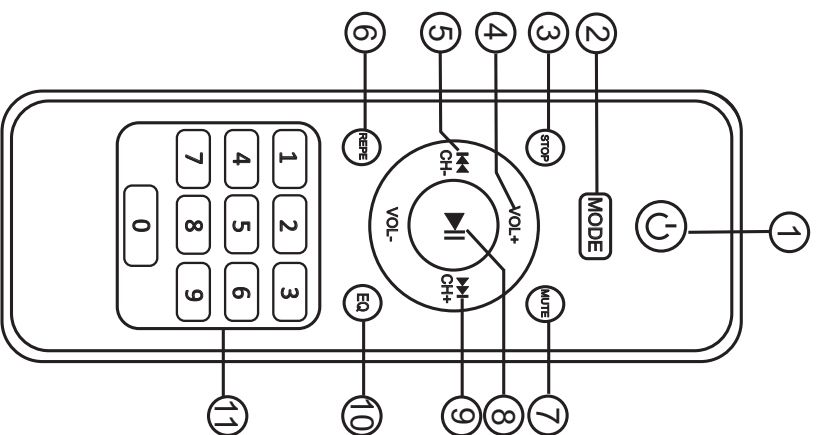 ①
② MODE
③ STOP MUTE ⑦
④ VOL+ ⑧
⑤ CH- CH+ ⑨
VOL-
⑥ REPE EQ ⑩
1 2 3
4 5 6 ⑪
7 8 9
0